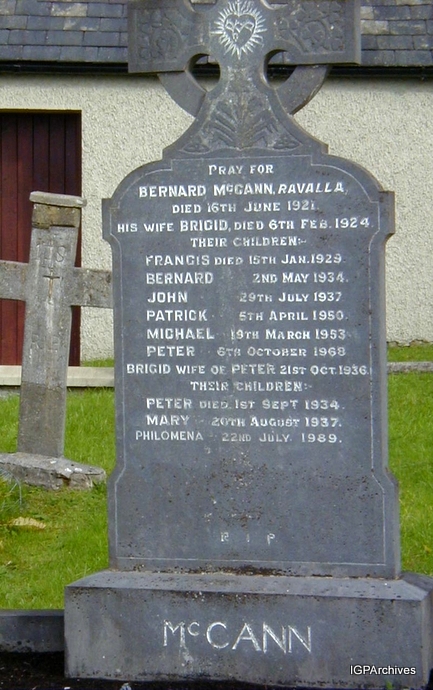 PRAY FOR
BERNARD McCANN, RAVALLA,
DIED 16TH JUNE 1921.
HIS WIFE BRIGID, DIED 6TH FEB. 1924.
THEIR CHILDREN:-
FRANCIS DIED 15TH JAN. 1929.
BERNARD 2ND MAY 1934.
JOHN 29TH JULY 1937
PATRICK 5TH APRIL 1950.
MICHAEL 19TH MARCH 1953
PETER 6TH OCTOBER 1968
BRIGID WIFE OF PETER 21ST OCT. 1936.
THEIR CHILDREN:-
PETER DIED 1ST SEPT 1934.
MARY 20TH AUGUST 1937.
PHILOMENA 22ND JULY 1989.
R I P
McCANN
IGPArchives